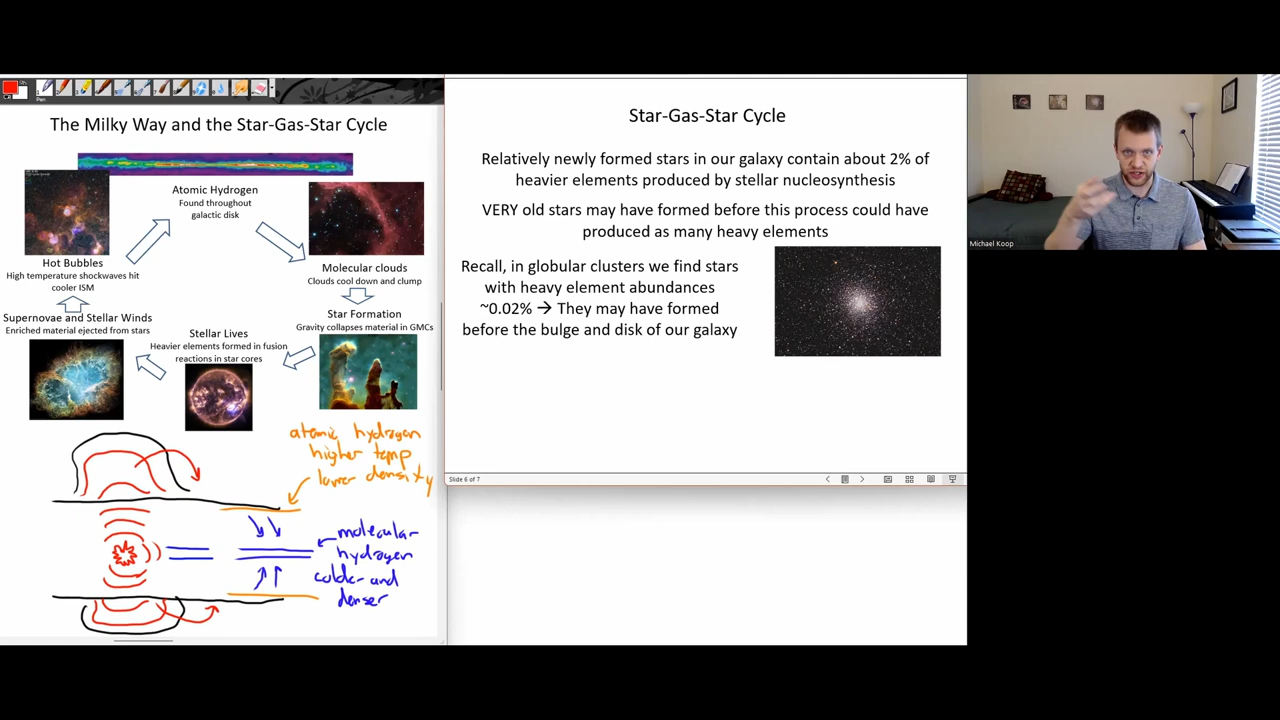 Pen
The Milky Way and the Star-Gas-Star Cycle
Atomic Hydrogen
Found throughout
galactic disk
Hot Bubbles
High temperature shockwaves hit
cooler ISM
Molecular clouds
Clouds cool down and clump
Supernovae and Stellar Winds
Enriched material ejected from stars
Stellar Lives
Heavier elements formed in fusion
reactions in star cores
Star Formation
Gravity collapses material in GMCs
atomic hydrogen
higher temp
lower density
molecular
hydrogen
colder and
denser
Star-Gas-Star Cycle
Relatively newly formed stars in our galaxy contain about 2% of
heavier elements produced by stellar nucleosynthesis
VERY old stars may have formed before this process could have
produced as many heavy elements
Recall, in globular clusters we find stars
with heavy element abundances
~0.02% → They may have formed
before the bulge and disk of our galaxy
Slide 6 of 7
Michael Koop